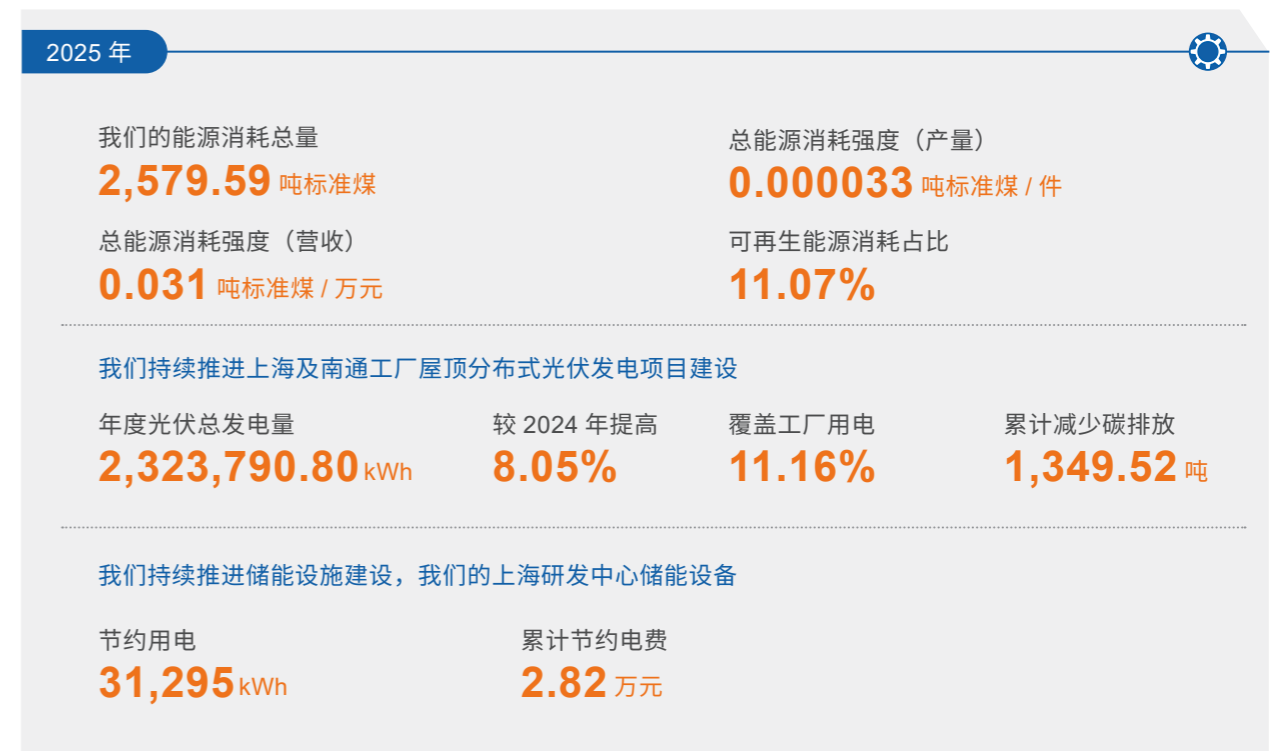 2025 年
我们的能源消耗总量
2,579.59 吨标准煤
总能源消耗强度（产量）
0.000033 吨标准煤 / 件
总能源消耗强度（营收）
0.031 吨标准煤 / 万元
可再生能源消耗占比
11.07%
我们持续推进上海及南通工厂屋顶分布式光伏发电项目建设
年度光伏总发电量
2,323,790.80 kWh
较 2024 年提高
8.05%
覆盖工厂用电
11.16%
累计减少碳排放
1,349.52 吨
我们持续推进储能设施建设，我们的上海研发中心储能设备
节约用电
31,295 kWh
累计节约电费
2.82 万元